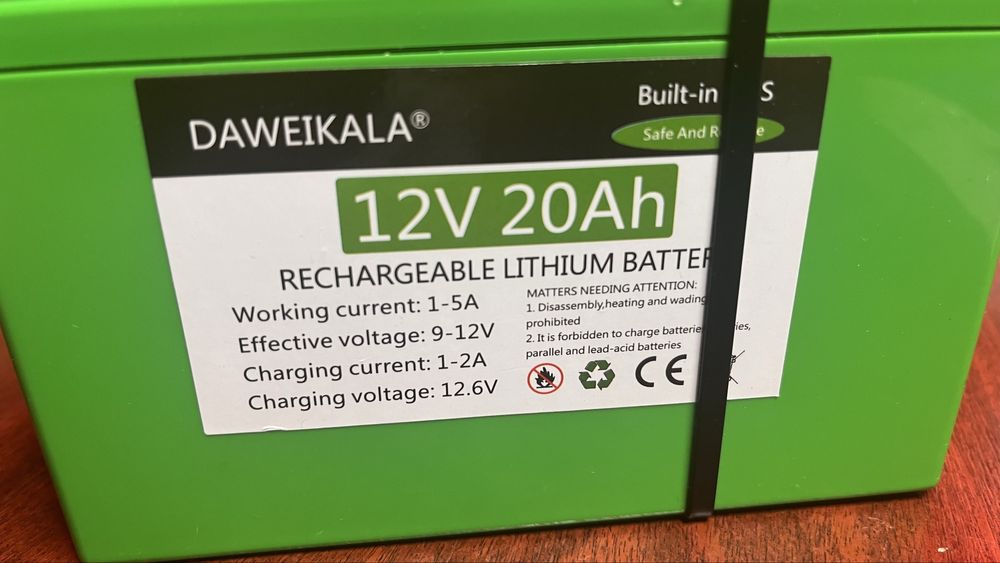 DAWEIKALA®
Built-in S
Safe And R e
12V 20Ah
RECHARGEABLE LITHIUM BATTER
Working current: 1-5A
Effective voltage: 9-12V
Charging current: 1-2A
Charging voltage: 12.6V
MATTERS NEEDING ATTENTION:
1. Disassembly,heating and wading
prohibited
2. It is forbidden to charge batterie ies,
parallel and lead-acid batteries
CE